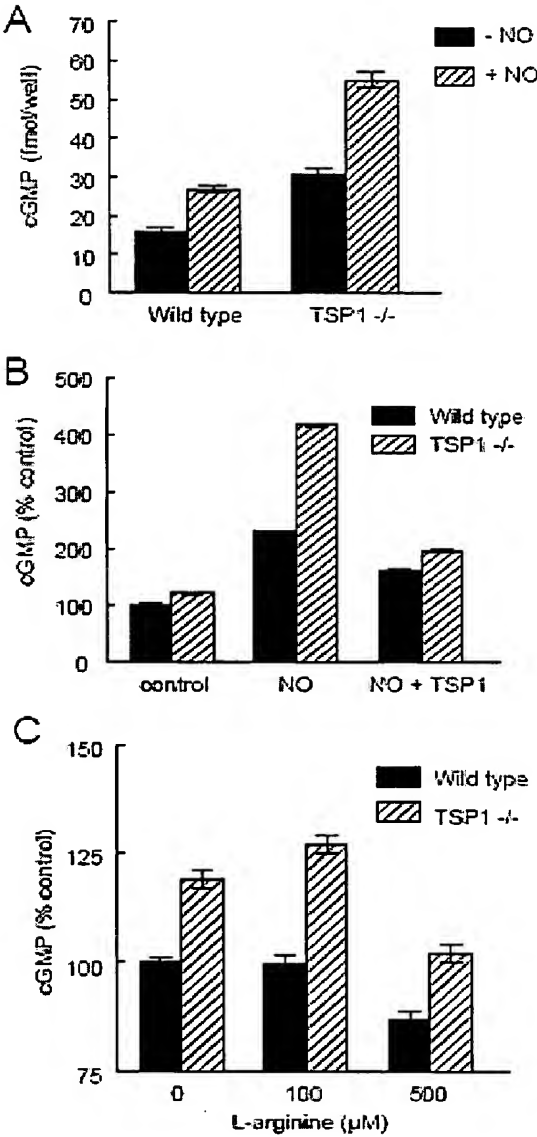 A
70
60
50
40
30
20
10
0
cGMP (fmol/well)
- NO
+ NO
Wild type TSP1 -/-
B
500
400
300
200
100
0
cGMP (% control)
Wild type
TSP1 -/-
control NO NO + TSP1
C
150
125
100
75
cGMP (% control)
Wild type
TSP1 -/-
0 100 500
L-arginine (µM)